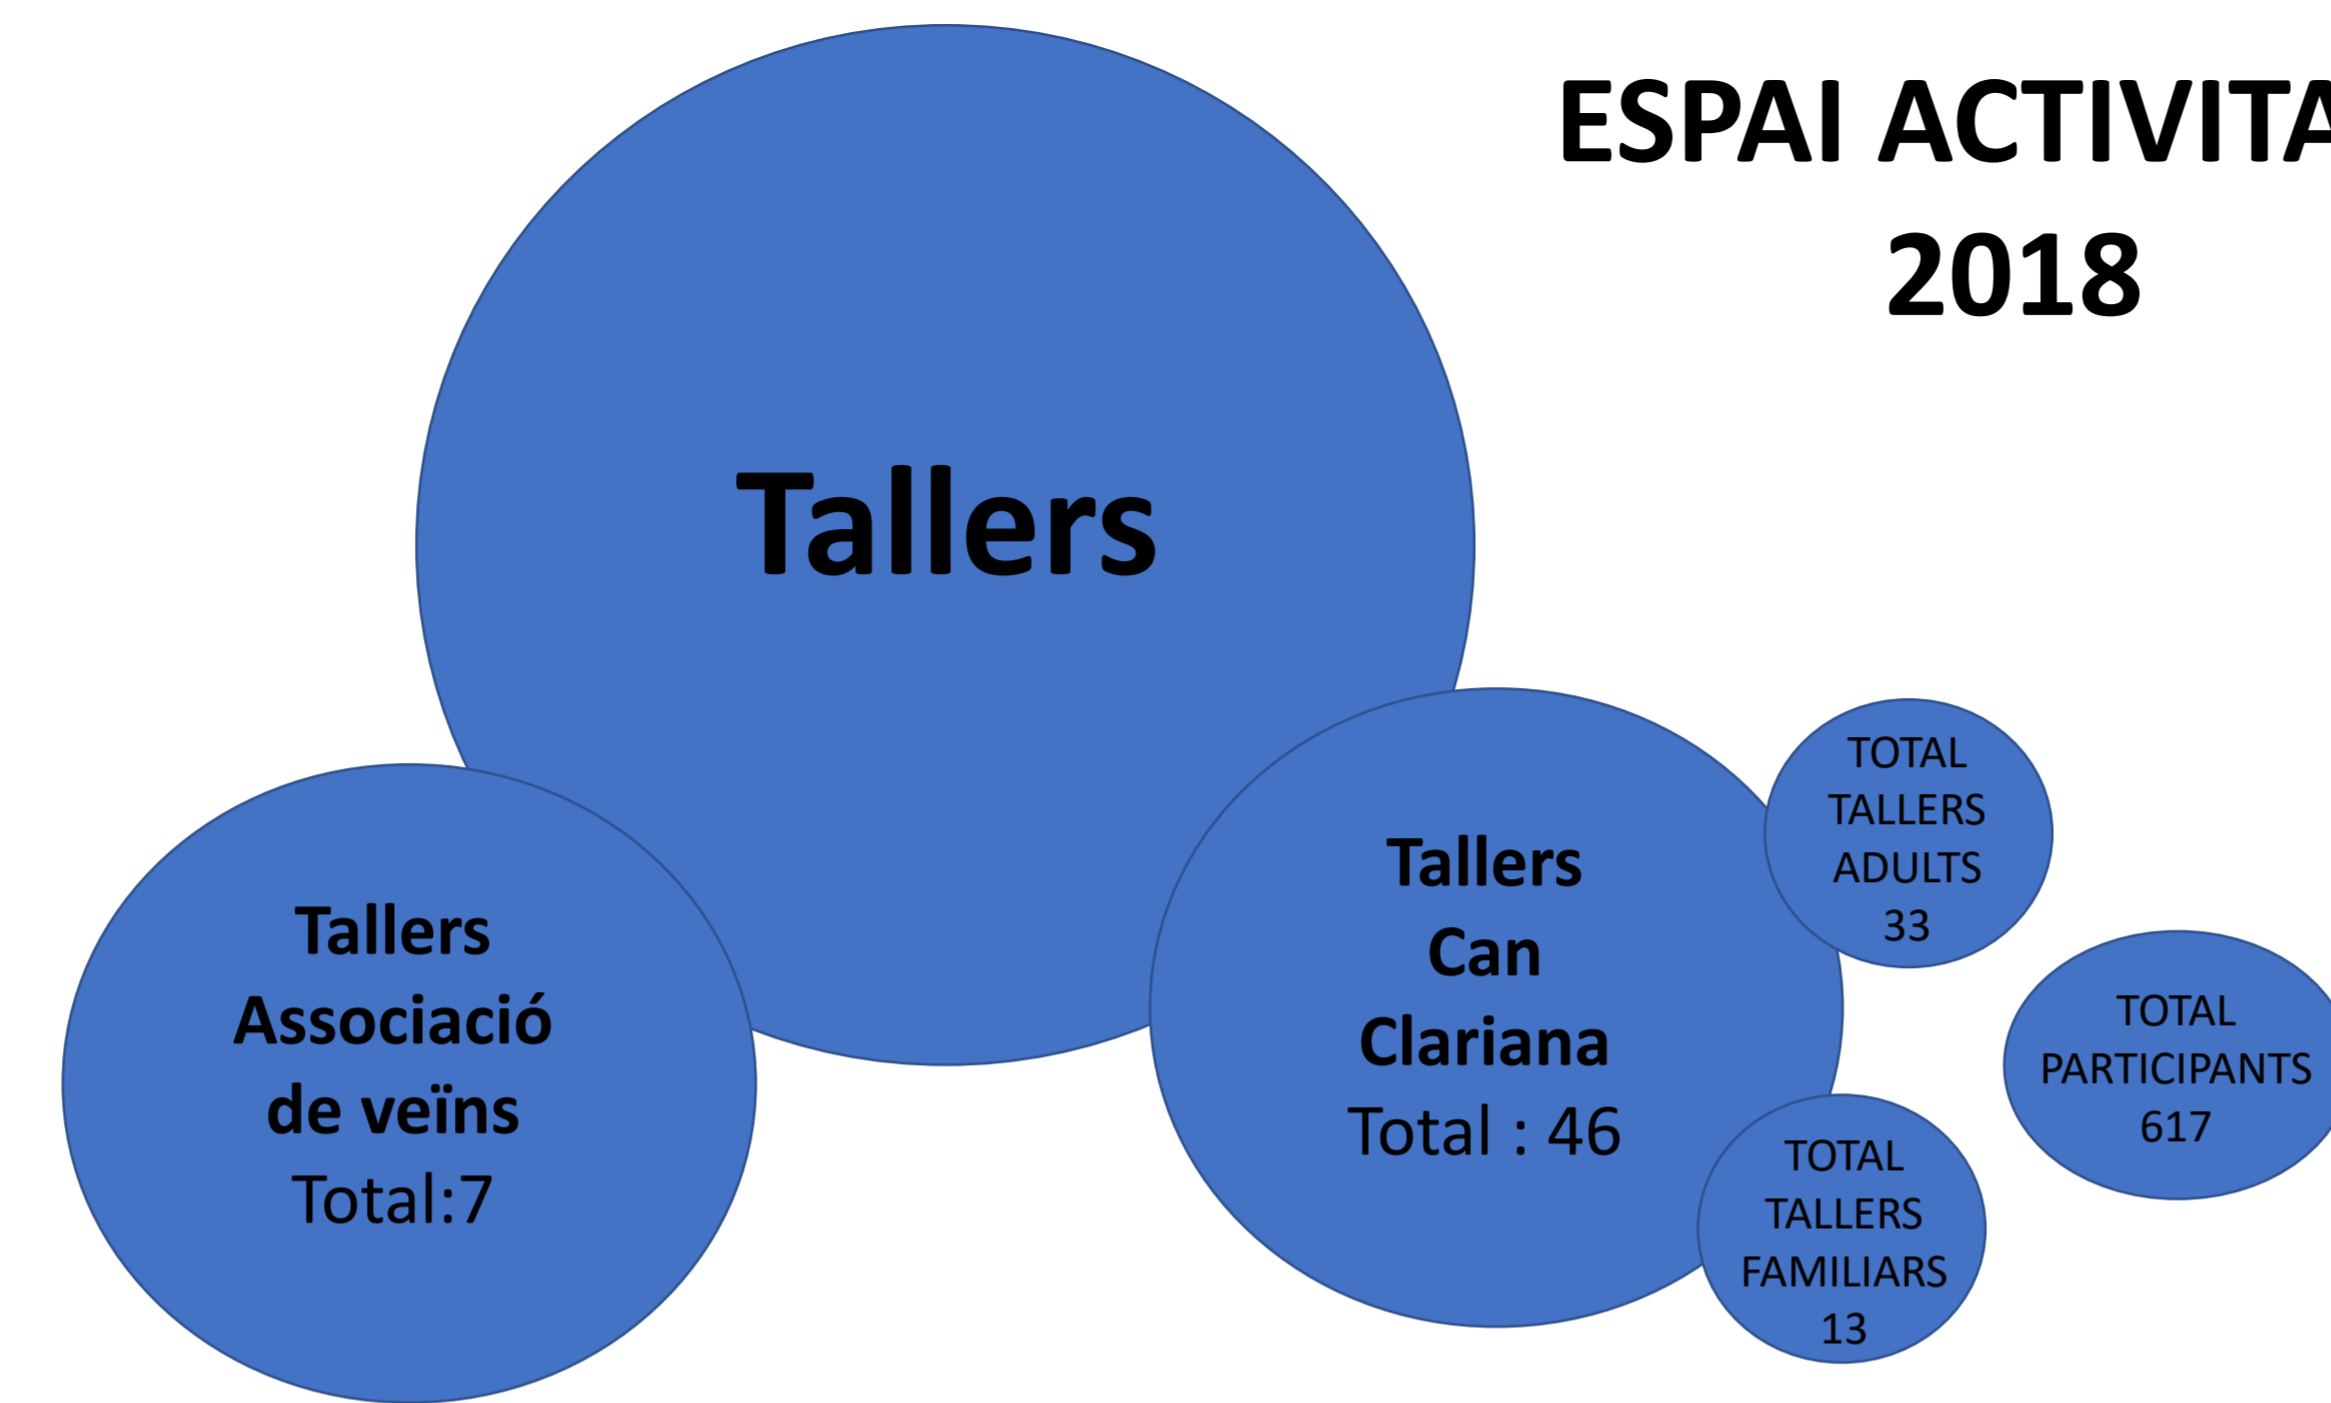 ESPAI ACTIVITA
2018
Tallers
Tallers
Associació
de veïns
Total:7
Tallers
Can
Clariana
Total : 46
TOTAL
TALLERS
ADULTS
33
TOTAL
PARTICIPANTS
617
TOTAL
TALLERS
FAMILIARS
13